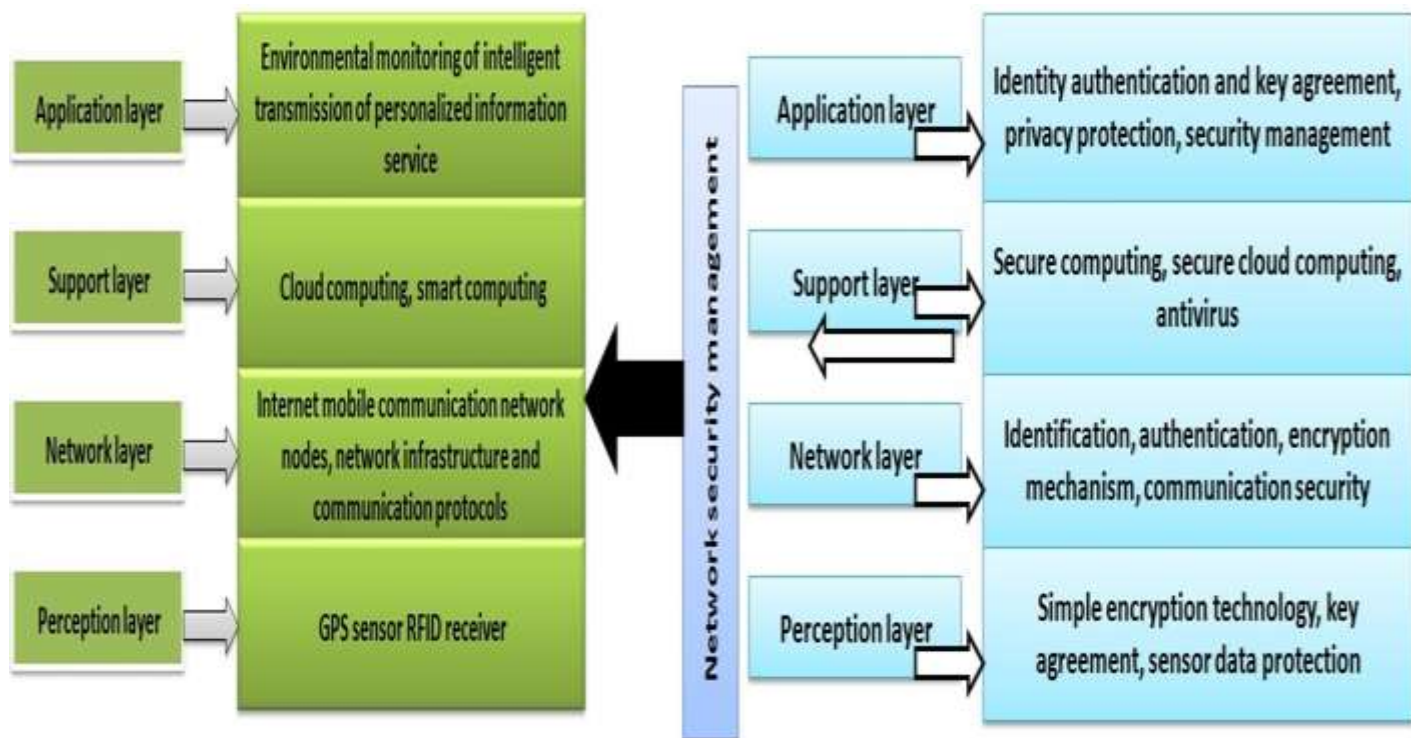 Application layer
Environmental monitoring of intelligent
transmission of personalized information
service
Support layer
Cloud computing, smart computing
Network layer
Internet mobile communication network
nodes, network infrastructure and
communication protocols
Perception layer
GPS sensor RFID receiver
Network security management
Application layer
Identity authentication and key agreement,
privacy protection, security management
Support layer
Secure computing, secure cloud computing,
antivirus
Network layer
Identification, authentication, encryption
mechanism, communication security
Perception layer
Simple encryption technology, key
agreement, sensor data protection